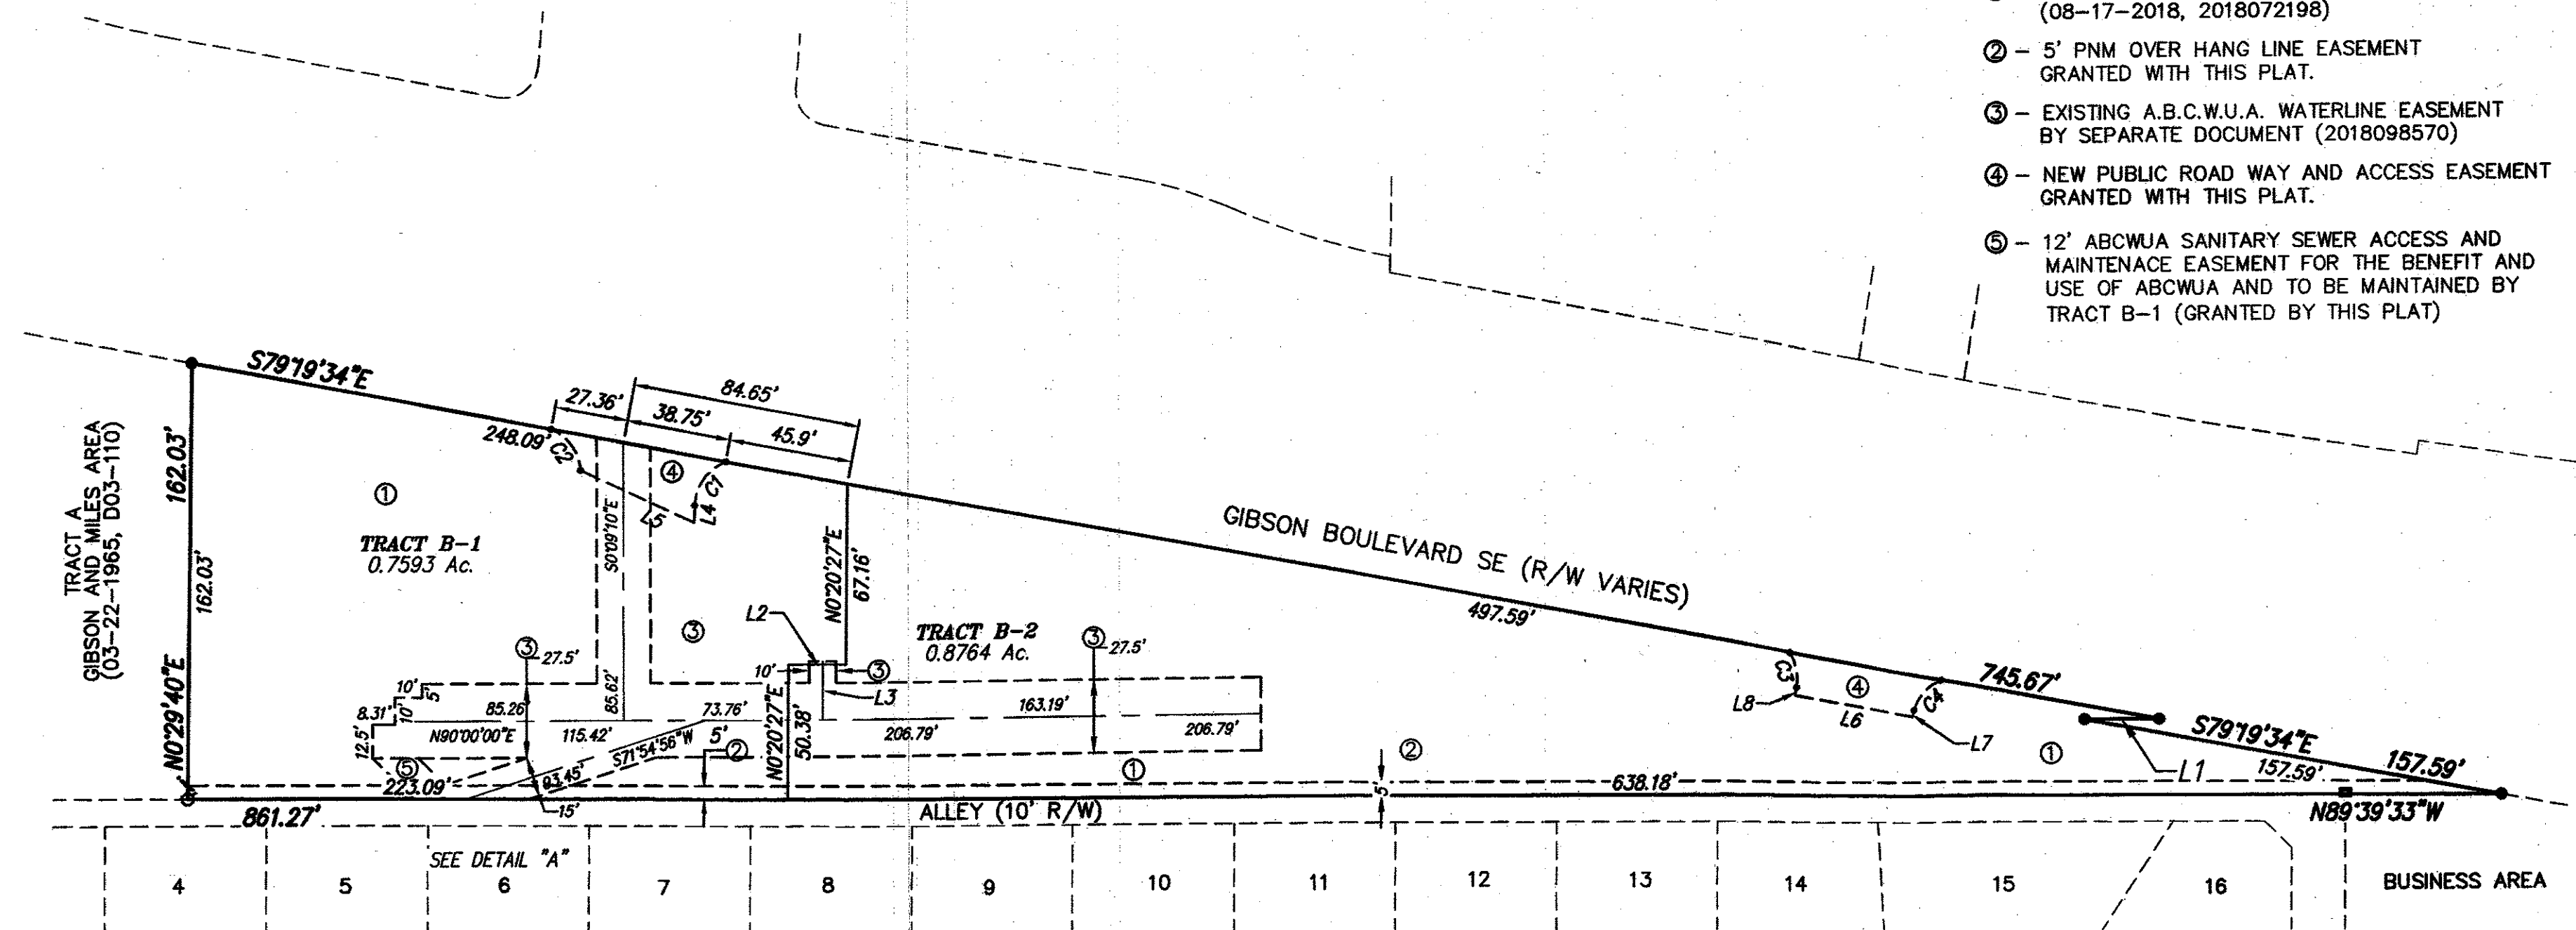 (08-17-2018, 2018072198)
② - 5' PNM OVER HANG LINE EASEMENT
GRANTED WITH THIS PLAT.
③ - EXISTING A.B.C.W.U.A. WATERLINE EASEMENT
BY SEPARATE DOCUMENT (2018098570)
④ - NEW PUBLIC ROAD WAY AND ACCESS EASEMENT
GRANTED WITH THIS PLAT.
⑤ - 12' ABCWUA SANITARY SEWER ACCESS AND
MAINTENACE EASEMENT FOR THE BENEFIT AND
USE OF ABCWUA AND TO BE MAINTAINED BY
TRACT B-1 (GRANTED BY THIS PLAT)
S79°19'34"E
27.36'
84.65'
38.75'
45.9'
248.09'
C2
④
C1
L4
L5
TRACT A
GIBSON AND MILES AREA
(03-22-1965, D03-110)
162.03'
162.03'
N0°29'40"E
①
TRACT B-1
0.7593 Ac.
S0°09'10"E
85.62'
③
L2
N0°20'27"E
67.16'
TRACT B-2
0.8764 Ac.
GIBSON BOULEVARD SE (R/W VARIES)
497.59'
③
27.5'
③
27.5'
10'
③
L3
10'
5'
10'
8.31'
12.5'
85.26'
73.76'
163.19'
N90°00'00"E
115.42'
S71°54'56"W
5'
②
N0°20'27"E
50.38'
206.79'
206.79'
⑤
223.09'
93.45'
15'
①
②
5'
638.18'
C3
④
C4
L8
L6
L7
745.67'
①
S79°19'34"E
L1
157.59'
157.59'
861.27'
ALLEY (10' R/W)
N89°39'33"W
SEE DETAIL "A"
4
5
6
7
8
9
10
11
12
13
14
15
16
BUSINESS AREA